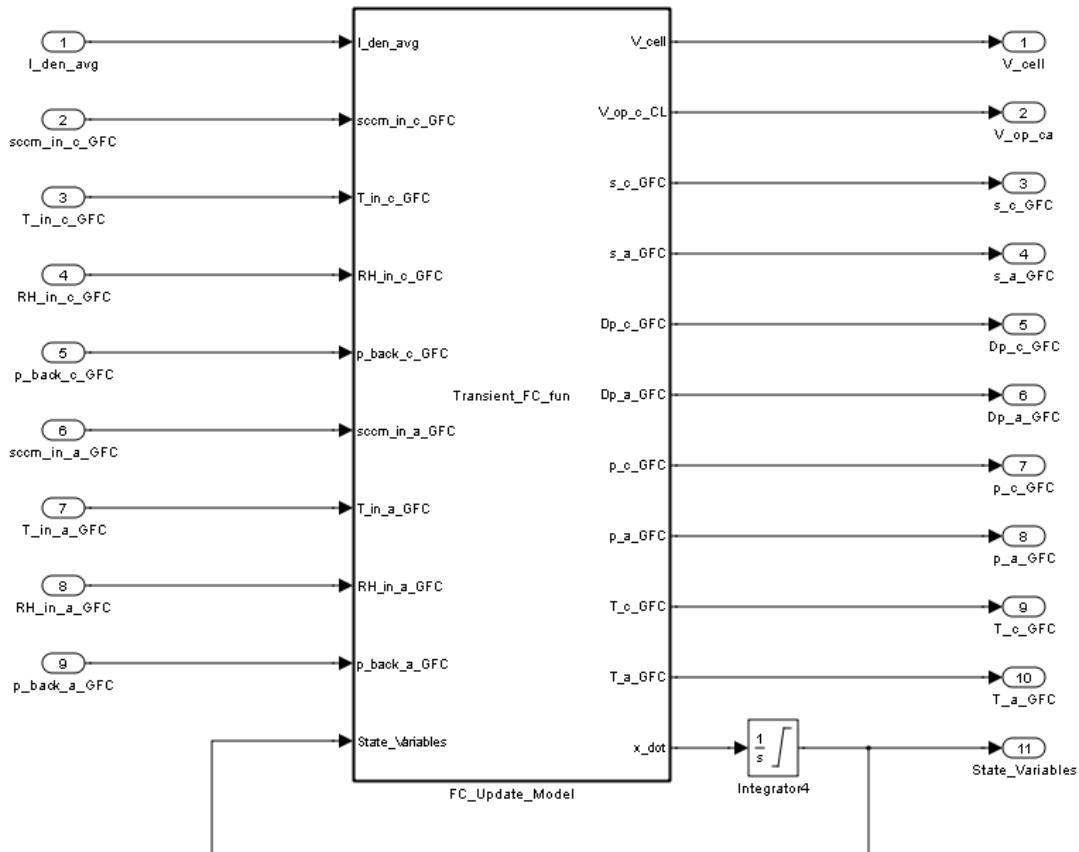 1
I_den_avg
2
sccm_in_c_GFC
3
T_in_c_GFC
4
RH_in_c_GFC
5
p_back_c_GFC
6
sccm_in_a_GFC
7
T_in_a_GFC
8
RH_in_a_GFC
9
p_back_a_GFC
I_den_avg
sccm_in_c_GFC
T_in_c_GFC
RH_in_c_GFC
p_back_c_GFC
sccm_in_a_GFC
T_in_a_GFC
RH_in_a_GFC
p_back_a_GFC
State_Variables
Transient_FC_fun
V_cell
V_op_c_CL
s_c_GFC
s_a_GFC
Dp_c_GFC
Dp_a_GFC
p_c_GFC
p_a_GFC
T_c_GFC
T_a_GFC
x_dot
FC_Update_Model
1
s
Integrator4
1
V_cell
2
V_op_ca
3
s_c_GFC
4
s_a_GFC
5
Dp_c_GFC
6
Dp_a_GFC
7
p_c_GFC
8
p_a_GFC
9
T_c_GFC
10
T_a_GFC
11
State_Variables